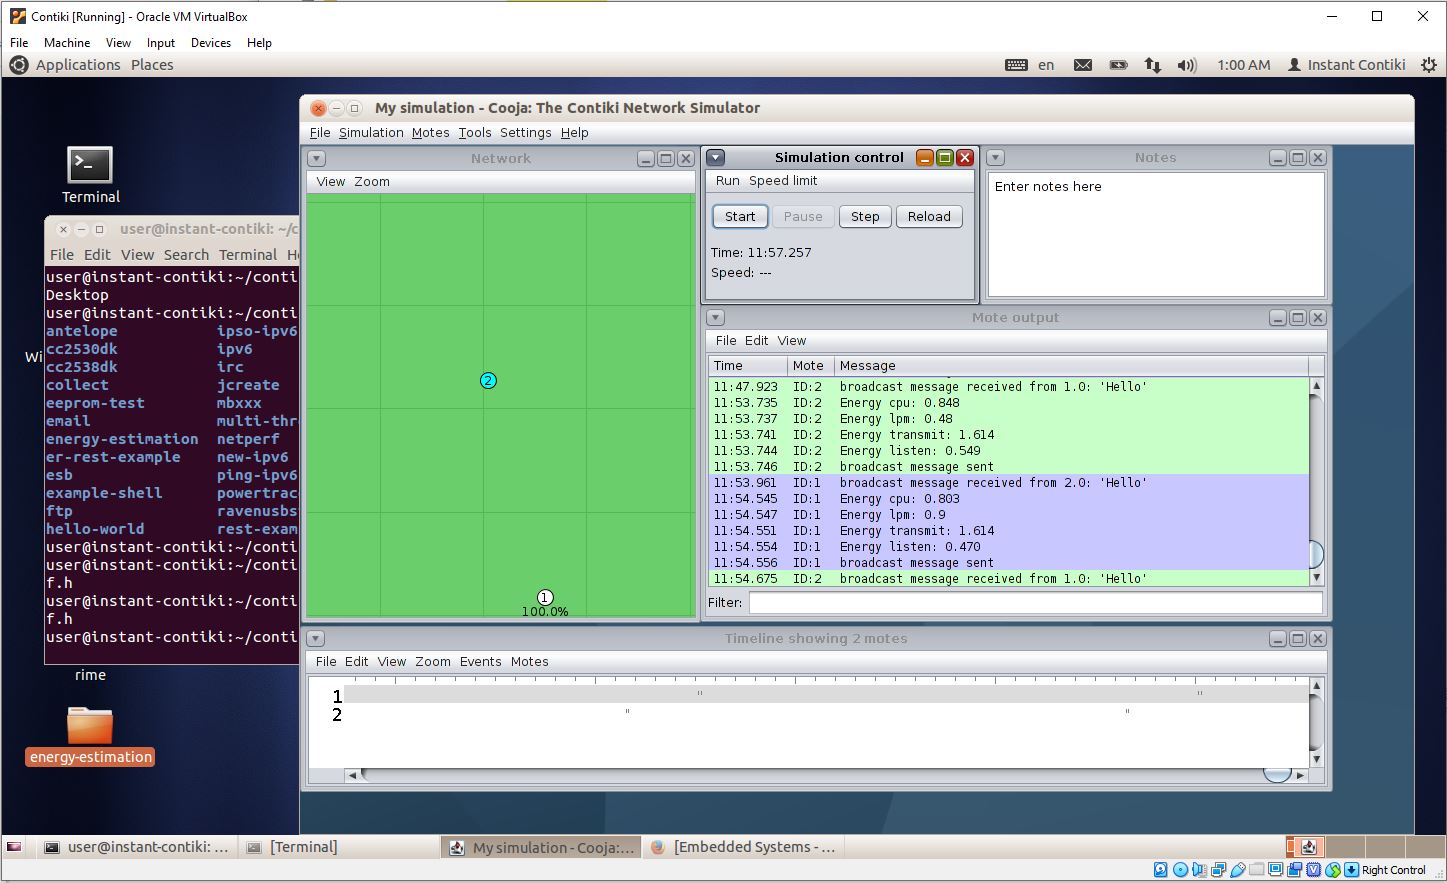 Contiki [Running] - Oracle VM VirtualBox
File Machine View Input Devices Help
Applications Places
en 1:00 AM Instant Contiki
Terminal
user@instant-contiki: ~/c
File Edit View Search Terminal H
user@instant-contiki:~/conti
Desktop
user@instant-contiki:~/conti
antelope ipso-ipv6
cc2530dk ipv6
cc2538dk irc
collect jcreate
eeprom-test mbxxx
email multi-thr
energy-estimation netperf
er-rest-example new-ipv6
esb ping-ipv6
example-shell powertrac
ftp ravenusbs
hello-world rest-exam
user@instant-contiki:~/conti
user@instant-contiki:~/conti
f.h
user@instant-contiki:~/conti
f.h
user@instant-contiki:~/conti
Wi
rime
energy-estimation
My simulation - Cooja: The Contiki Network Simulator
File Simulation Motes Tools Settings Help
Network
View Zoom
2
1
100.0%
Simulation control
Run Speed limit
Start Pause Step Reload
Time: 11:57.257
Speed: ---
Notes
Enter notes here
Mote output
File Edit View
Time Mote Message
11:47.923 ID:2 broadcast message received from 1.0: 'Hello'
11:53.735 ID:2 Energy cpu: 0.848
11:53.737 ID:2 Energy lpm: 0.48
11:53.741 ID:2 Energy transmit: 1.614
11:53.744 ID:2 Energy listen: 0.549
11:53.746 ID:2 broadcast message sent
11:53.961 ID:1 broadcast message received from 2.0: 'Hello'
11:54.545 ID:1 Energy cpu: 0.803
11:54.547 ID:1 Energy lpm: 0.9
11:54.551 ID:1 Energy transmit: 1.614
11:54.554 ID:1 Energy listen: 0.470
11:54.556 ID:1 broadcast message sent
11:54.675 ID:2 broadcast message received from 1.0: 'Hello'
Filter:
Timeline showing 2 motes
File Edit View Zoom Events Motes
1
2
user@instant-contiki: ... [Terminal] My simulation - Cooja:... [Embedded Systems - ...
Right Control